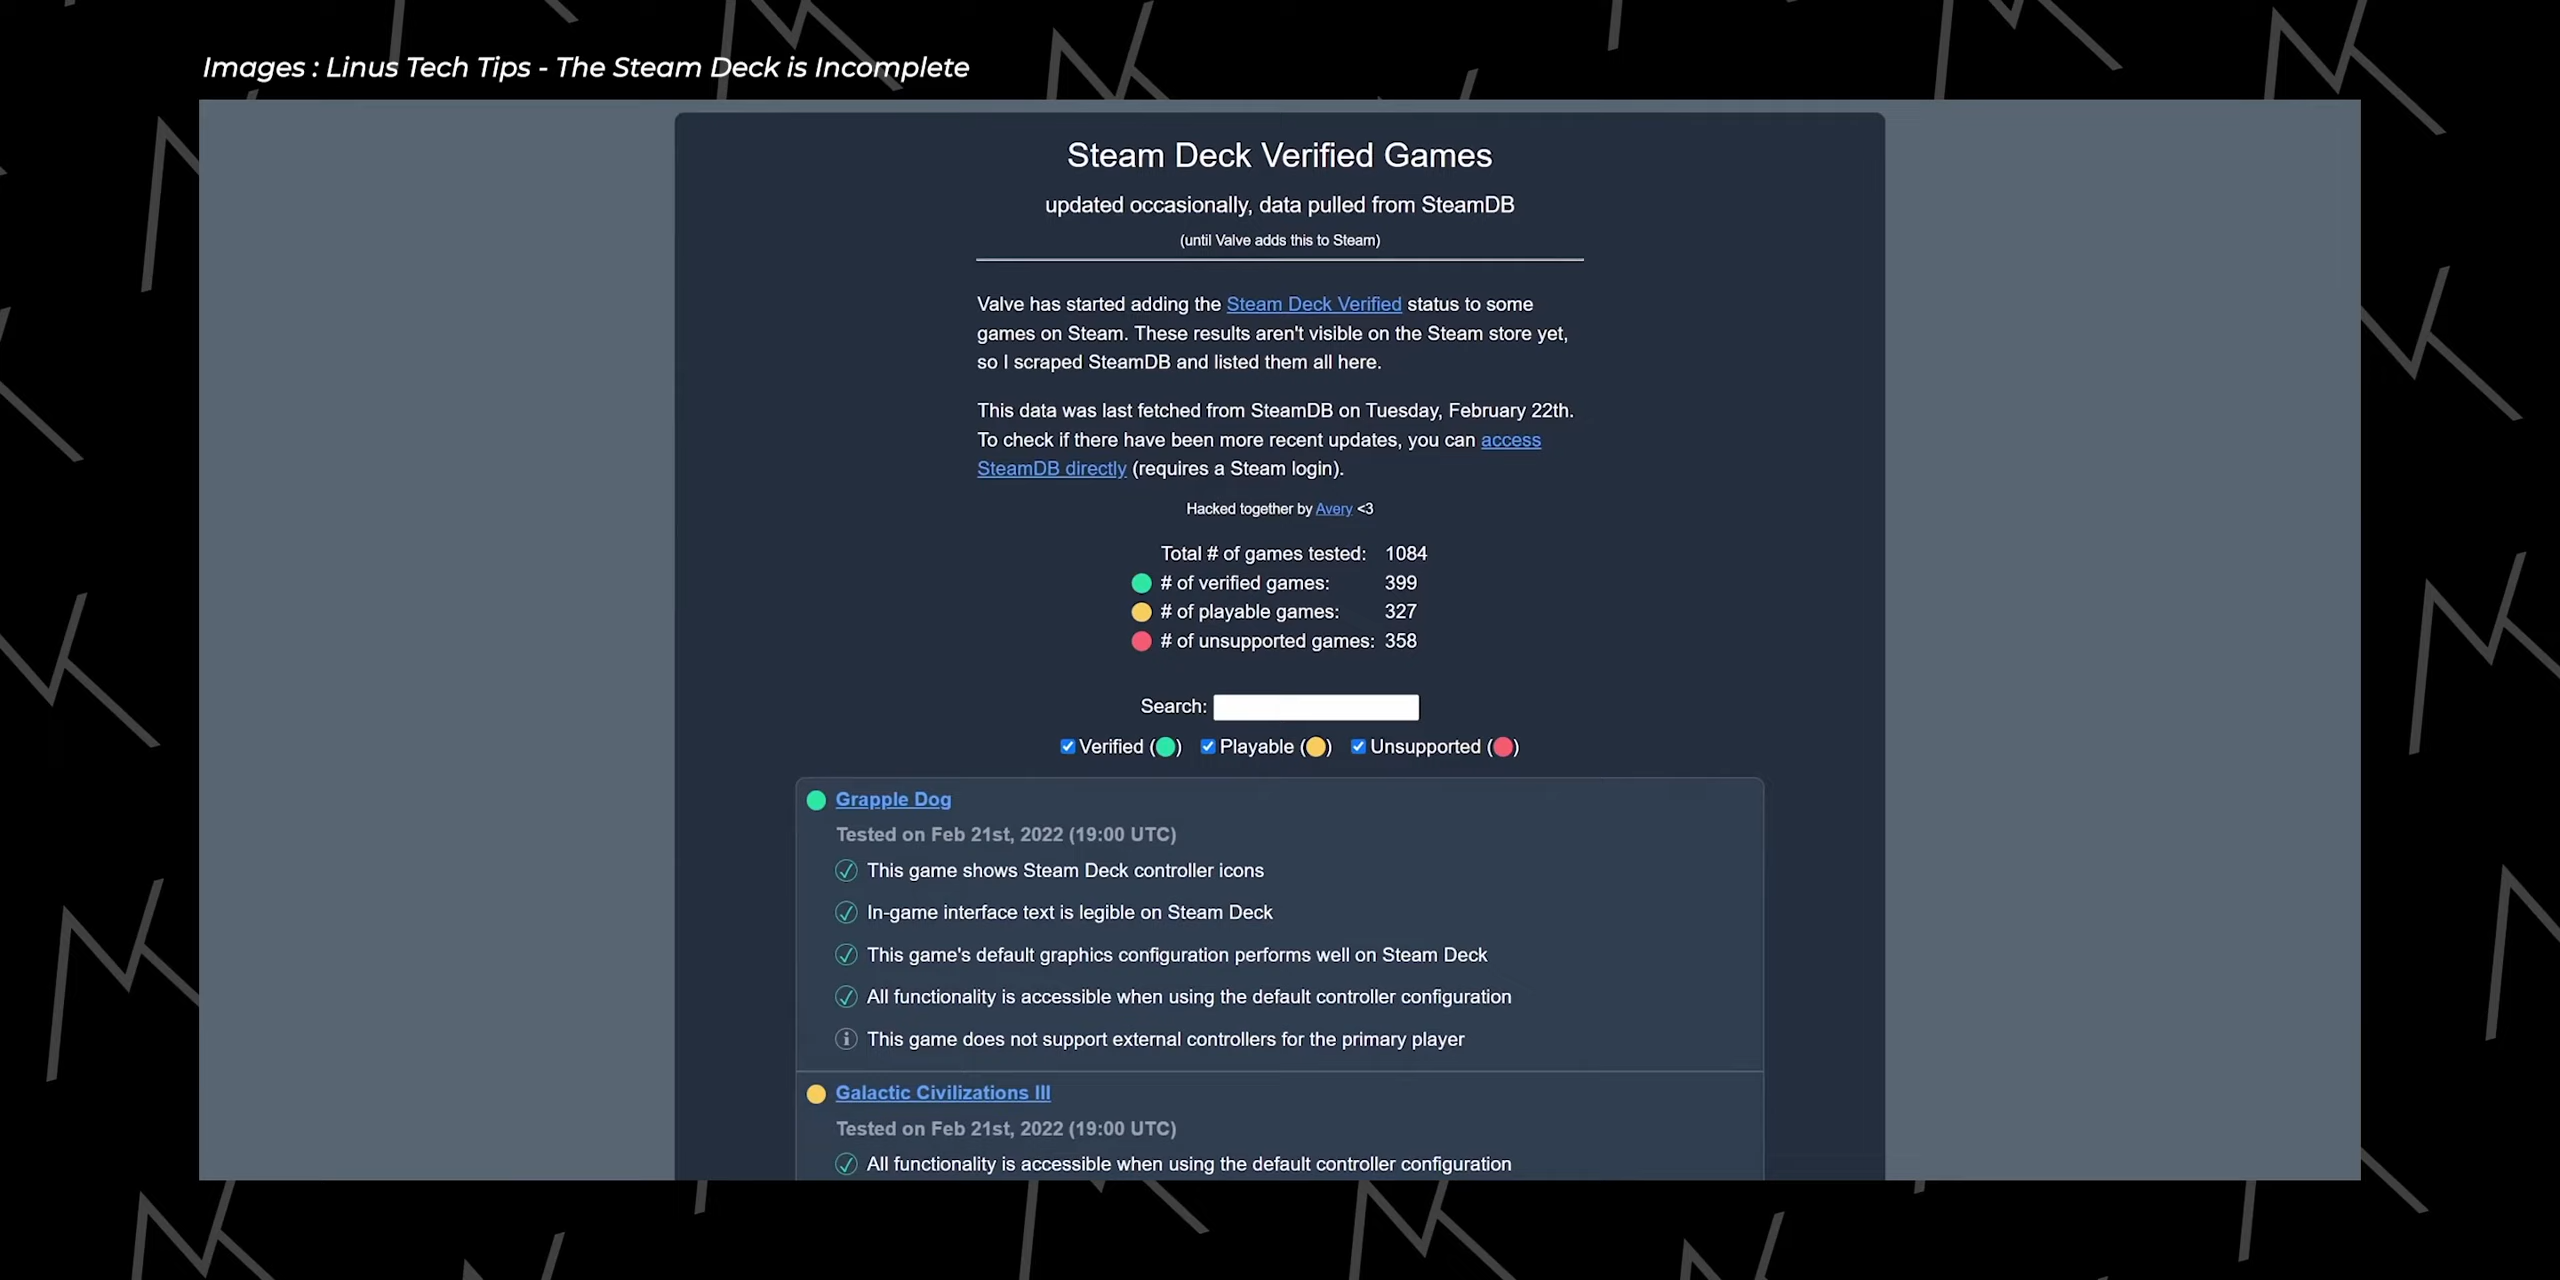 Images : Linus Tech Tips - The Steam Deck is Incomplete
Steam Deck Verified Games
updated occasionally, data pulled from SteamDB
(until Valve adds this to Steam)
Valve has started adding the Steam Deck Verified status to some
games on Steam. These results aren't visible on the Steam store yet,
so I scraped SteamDB and listed them all here.
This data was last fetched from SteamDB on Tuesday, February 22th.
To check if there have been more recent updates, you can access
SteamDB directly (requires a Steam login).
Hacked together by Avery <3
Total # of games tested: 1084
# of verified games: 399
# of playable games: 327
# of unsupported games: 358
Search:
Verified () Playable () Unsupported ()
Grapple Dog
Tested on Feb 21st, 2022 (19:00 UTC)
This game shows Steam Deck controller icons
In-game interface text is legible on Steam Deck
This game's default graphics configuration performs well on Steam Deck
All functionality is accessible when using the default controller configuration
This game does not support external controllers for the primary player
Galactic Civilizations III
Tested on Feb 21st, 2022 (19:00 UTC)
All functionality is accessible when using the default controller configuration